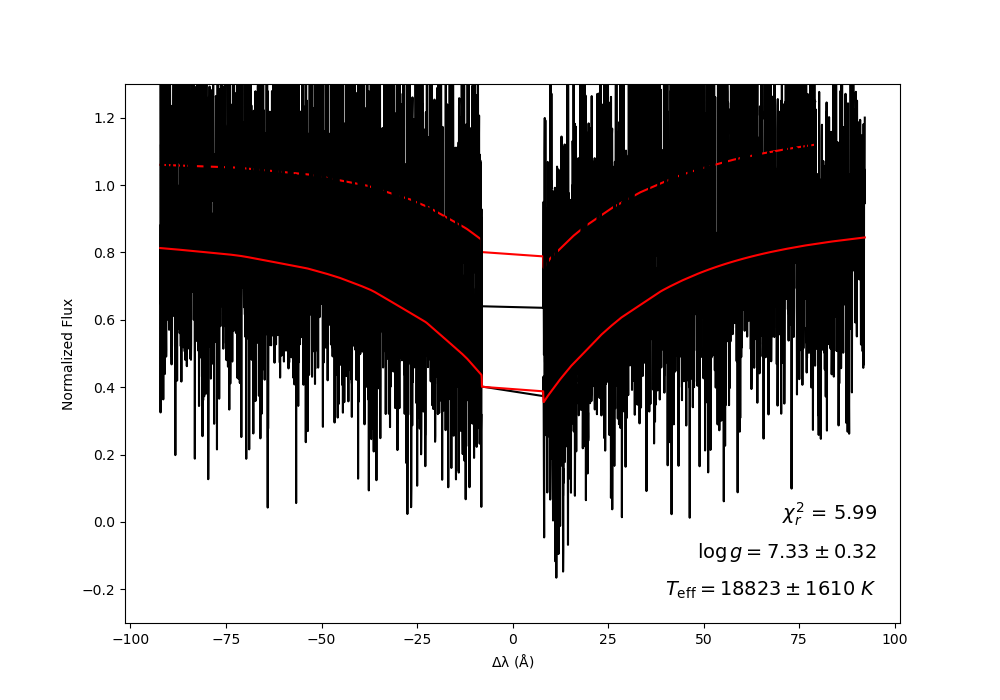 1.2
1.0
0.8
0.6
0.4
0.2
0.0
−0.2
Normalized Flux
χ²ᵣ = 5.99
log g = 7.33 ± 0.32
T_eff = 18823 ± 1610 K
−100 −75 −50 −25 0 25 50 75 100
Δλ (Å)